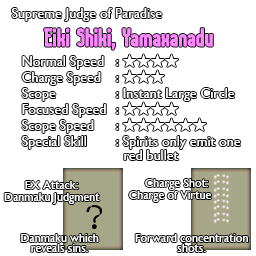 Supreme Judge of Paradise
Eiki Shiki, Yamaxanadu
Normal Speed : ☆☆☆☆☆
Charge Speed : ☆☆☆
Scope : Instant Large Circle
Focused Speed : ☆☆☆☆☆
Scope Speed : ☆☆☆☆☆☆☆
Special Skill : Spirits only emit one
red bullet
EX Attack:
Danmaku Judgment
?
Danmaku which
reveals sins.
Charge Shot:
Charge of Virtue
Forward concentration
shots.